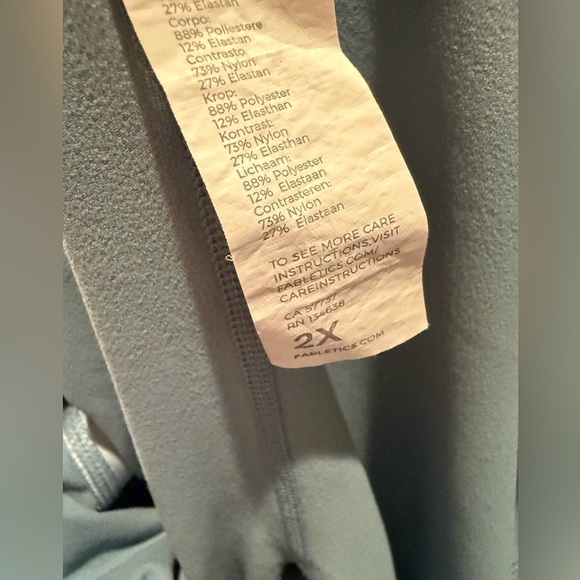 27% Elastan
Corpo:
88% Poliestere
12% Elastan
Contrasto:
73% Nylon
27% Elastan
Krop:
88% Polyester
12% Elasthan
Kontrast:
73% Nylon
27% Elasthan
Lichaam:
88% Polyester
12% Elastaan
Contrasteren:
73% Nylon
27% Elastaan
TO SEE MORE CARE
INSTRUCTIONS,VISIT
FABLETICS.COM/
CAREINSTRUCTIONS
CA 57737
RN 134638
2X
FABLETICS.COM